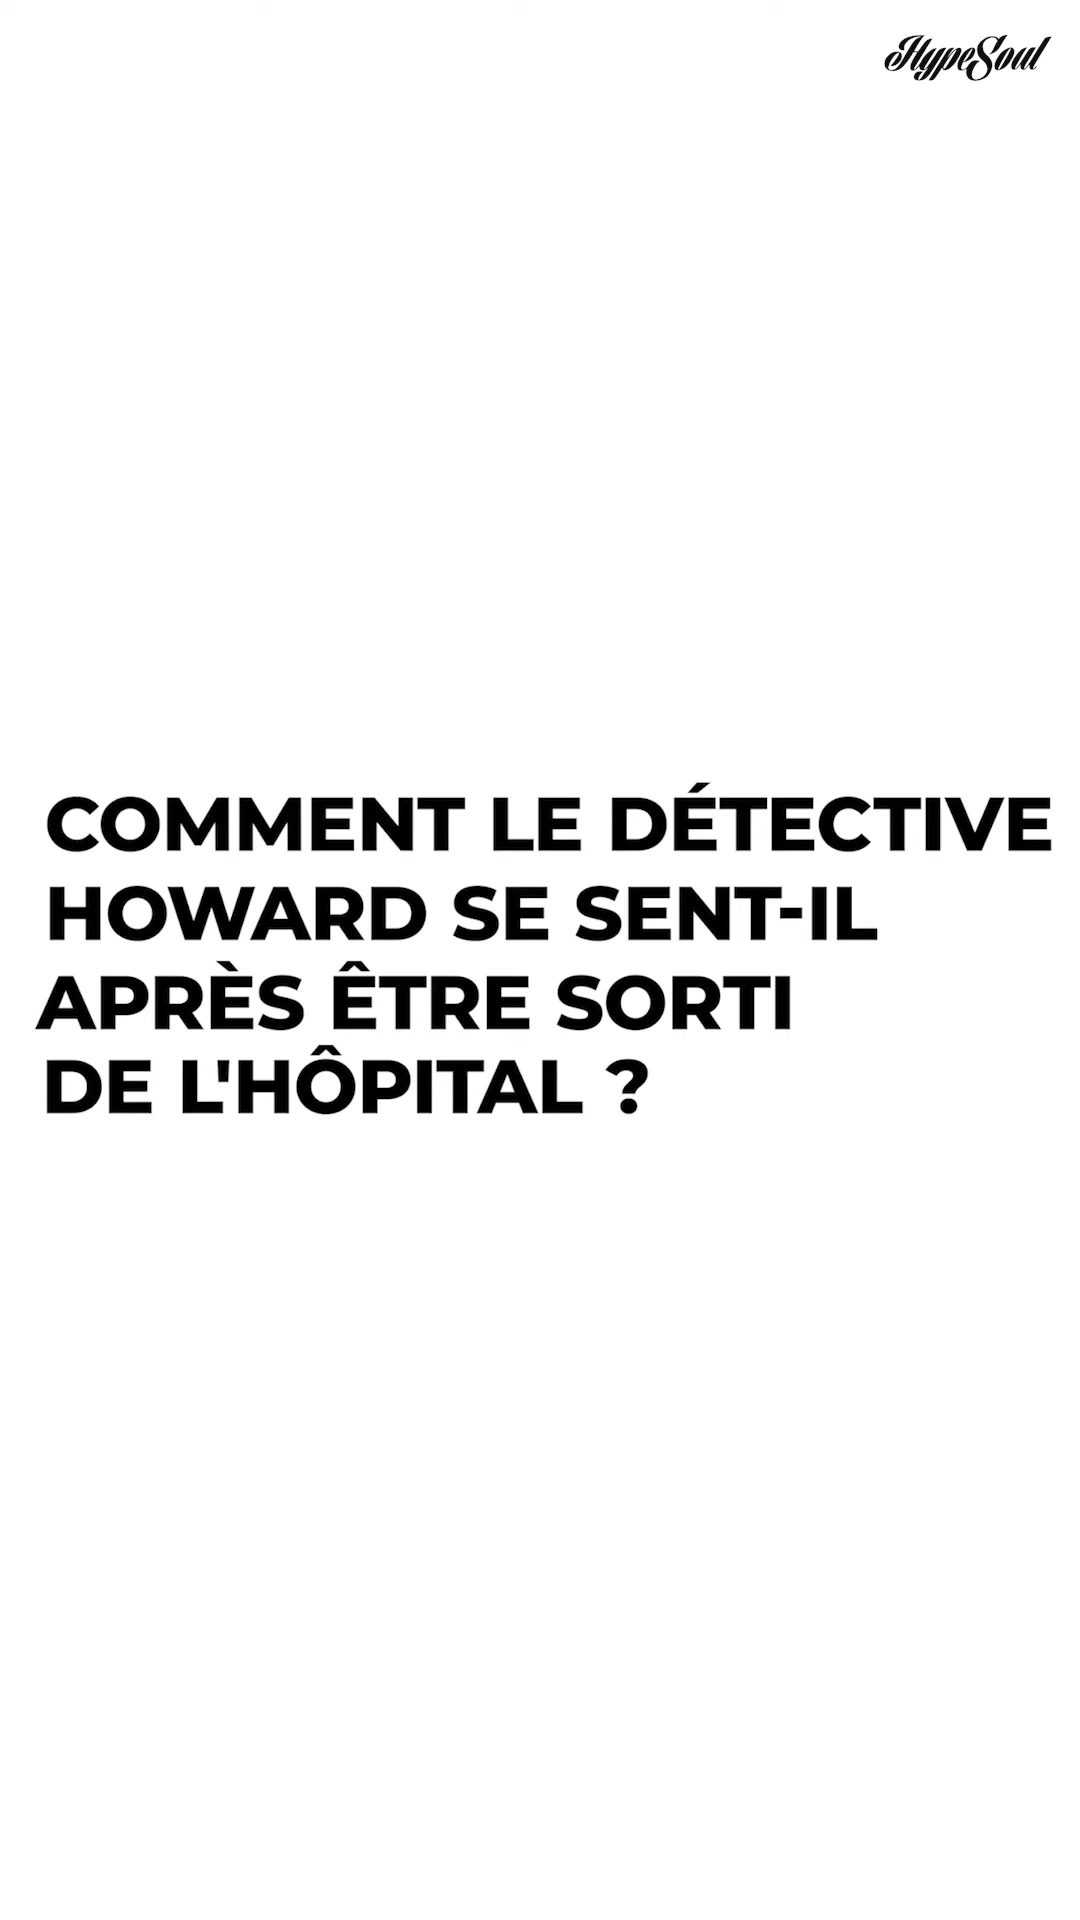 HypeSoul
COMMENT LE DÉTECTIVE
HOWARD SE SENT-IL
APRÈS ÊTRE SORTI
DE L'HÔPITAL ?